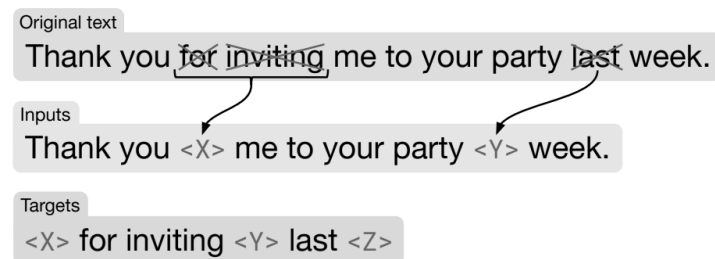 Original text
Thank you for inviting me to your party last week.
Inputs
Thank you <X> me to your party <Y> week.
Targets
<X> for inviting <Y> last <Z>